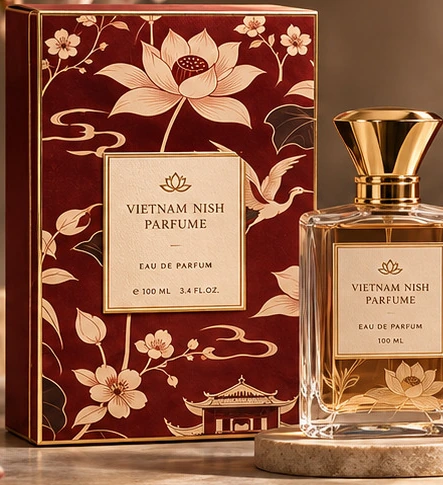 VIETNAM NISH
PARFUME
EAU DE PARFUM
e 100 ML 3.4 FL.OZ.
VIETNAM NISH
PARFUME
EAU DE PARFUM
100 ML